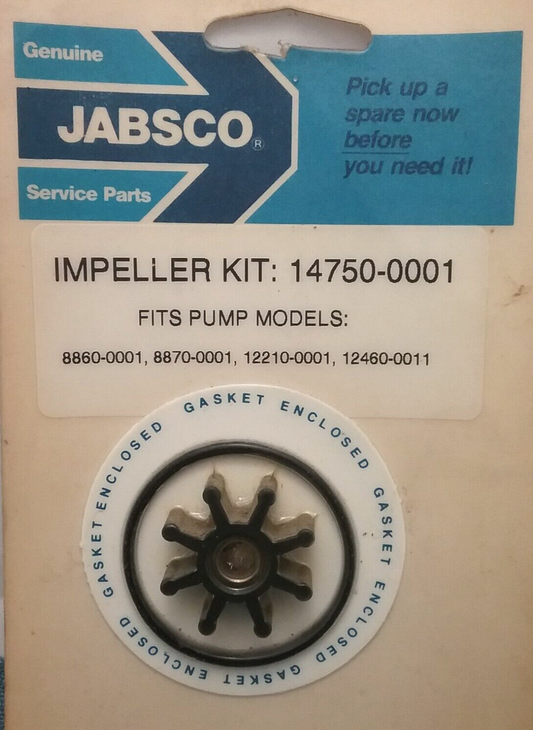 Genuine
JABSCO®
Service Parts
Pick up a
spare now
before
you need it!
IMPELLER KIT: 14750-0001
FITS PUMP MODELS:
8860-0001, 8870-0001, 12210-0001, 12460-0011
GASKET ENCLOSED GASKET ENCLOSED GASKET ENCLOSED GASKET ENCLOSED